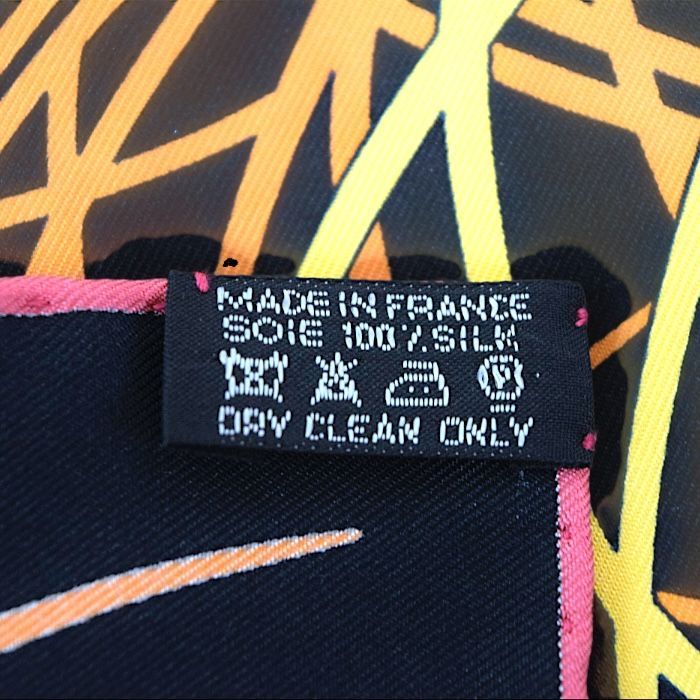 MADE IN FRANCE
SOIE 100% SILK
DRY CLEAN ONLY